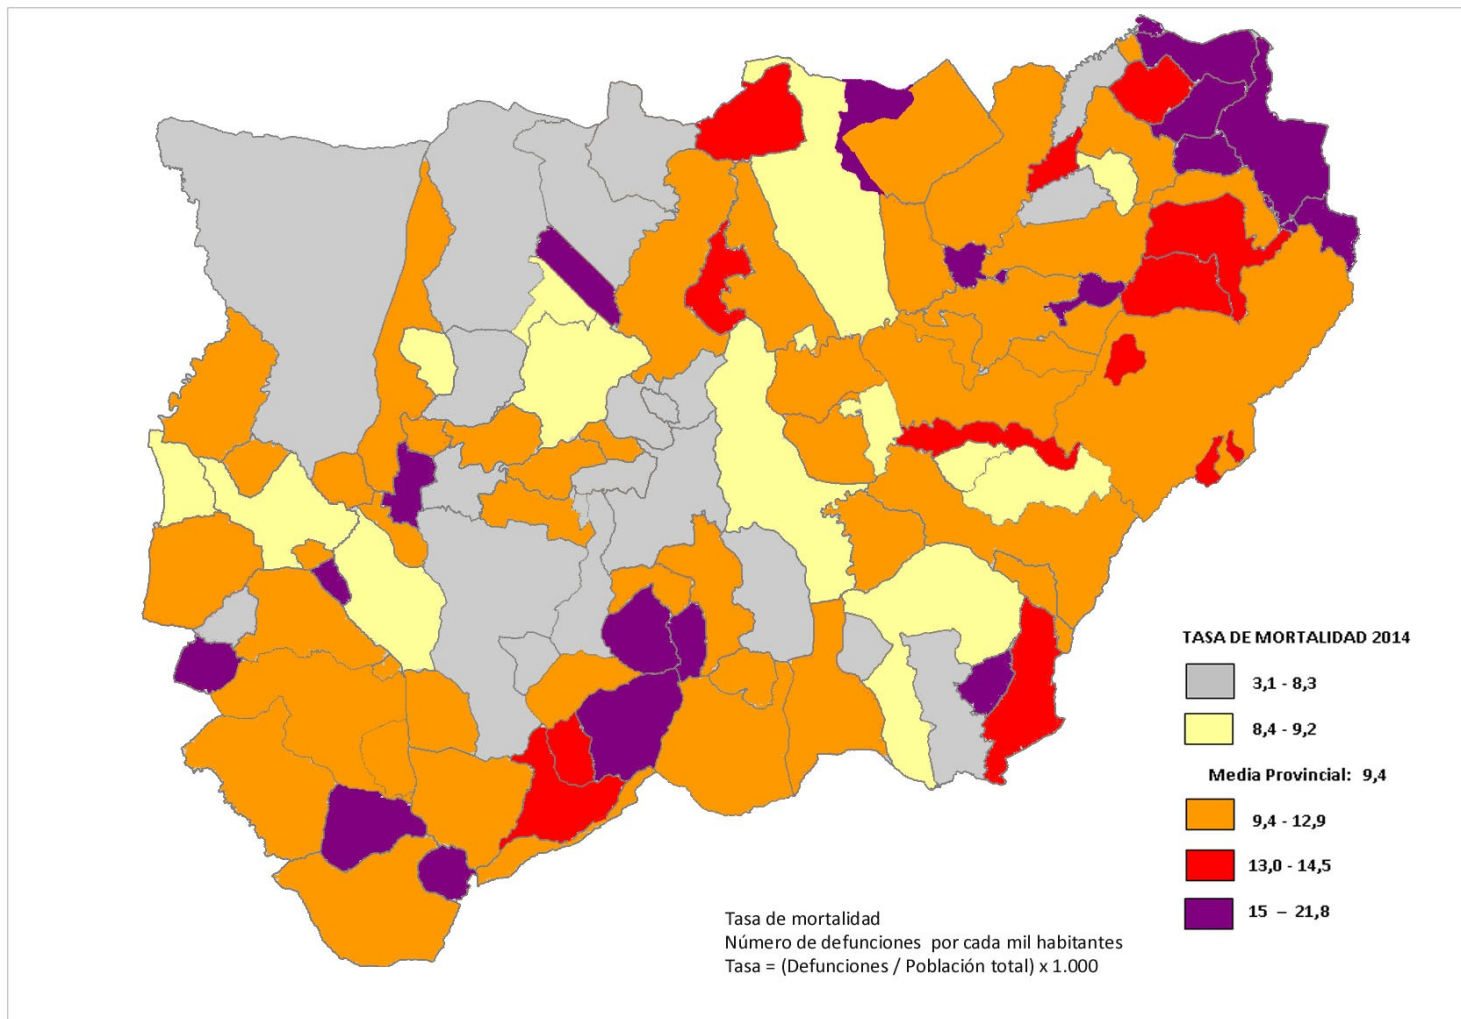 TASA DE MORTALIDAD 2014
3,1 - 8,3
8,4 - 9,2
Media Provincial: 9,4
9,4 - 12,9
13,0 - 14,5
15 – 21,8
Tasa de mortalidad
Número de defunciones por cada mil habitantes
Tasa = (Defunciones / Población total) x 1.000